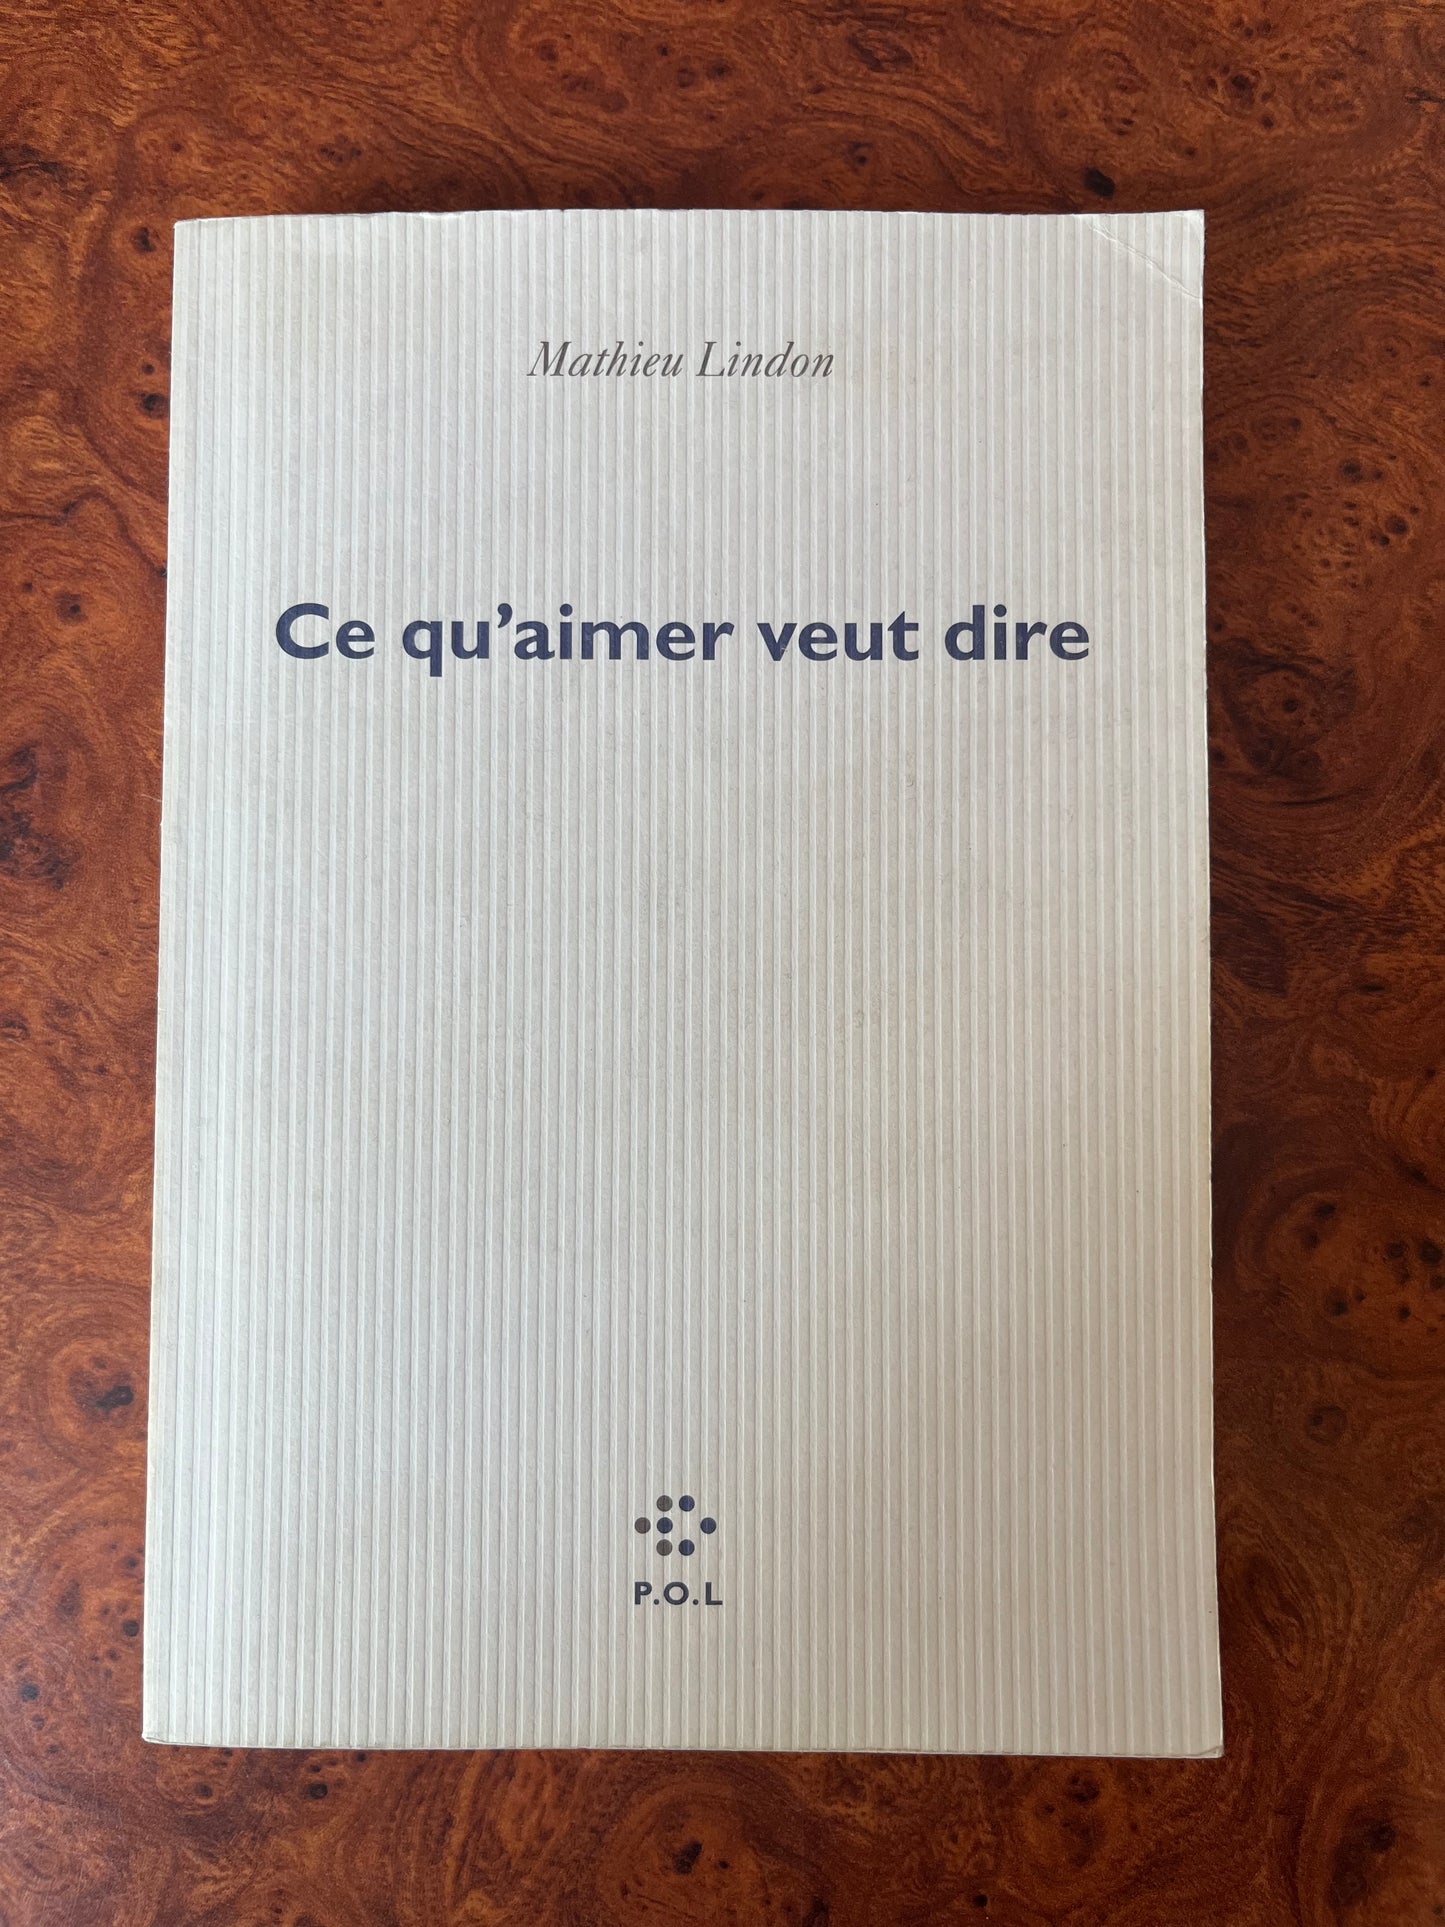 Mathieu Lindon
Ce qu’aimer veut dire
P.O.L